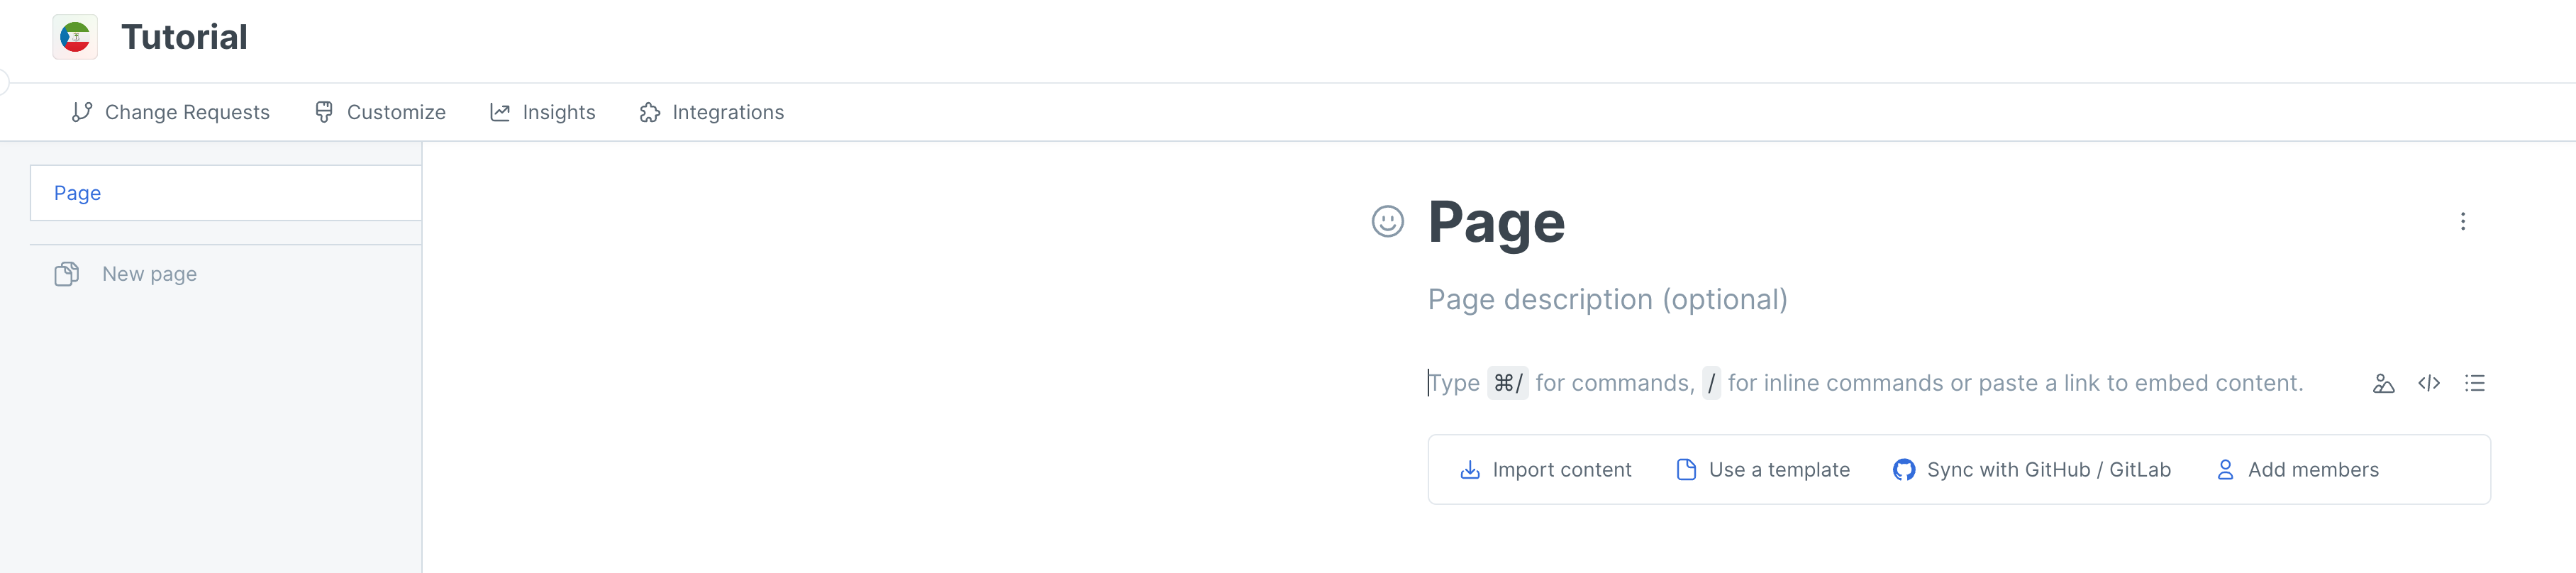 Tutorial
Change Requests Customize Insights Integrations
Page
New page
Page
Page description (optional)
Type ⌘/ for commands, / for inline commands or paste a link to embed content.
Import content Use a template Sync with GitHub / GitLab Add members